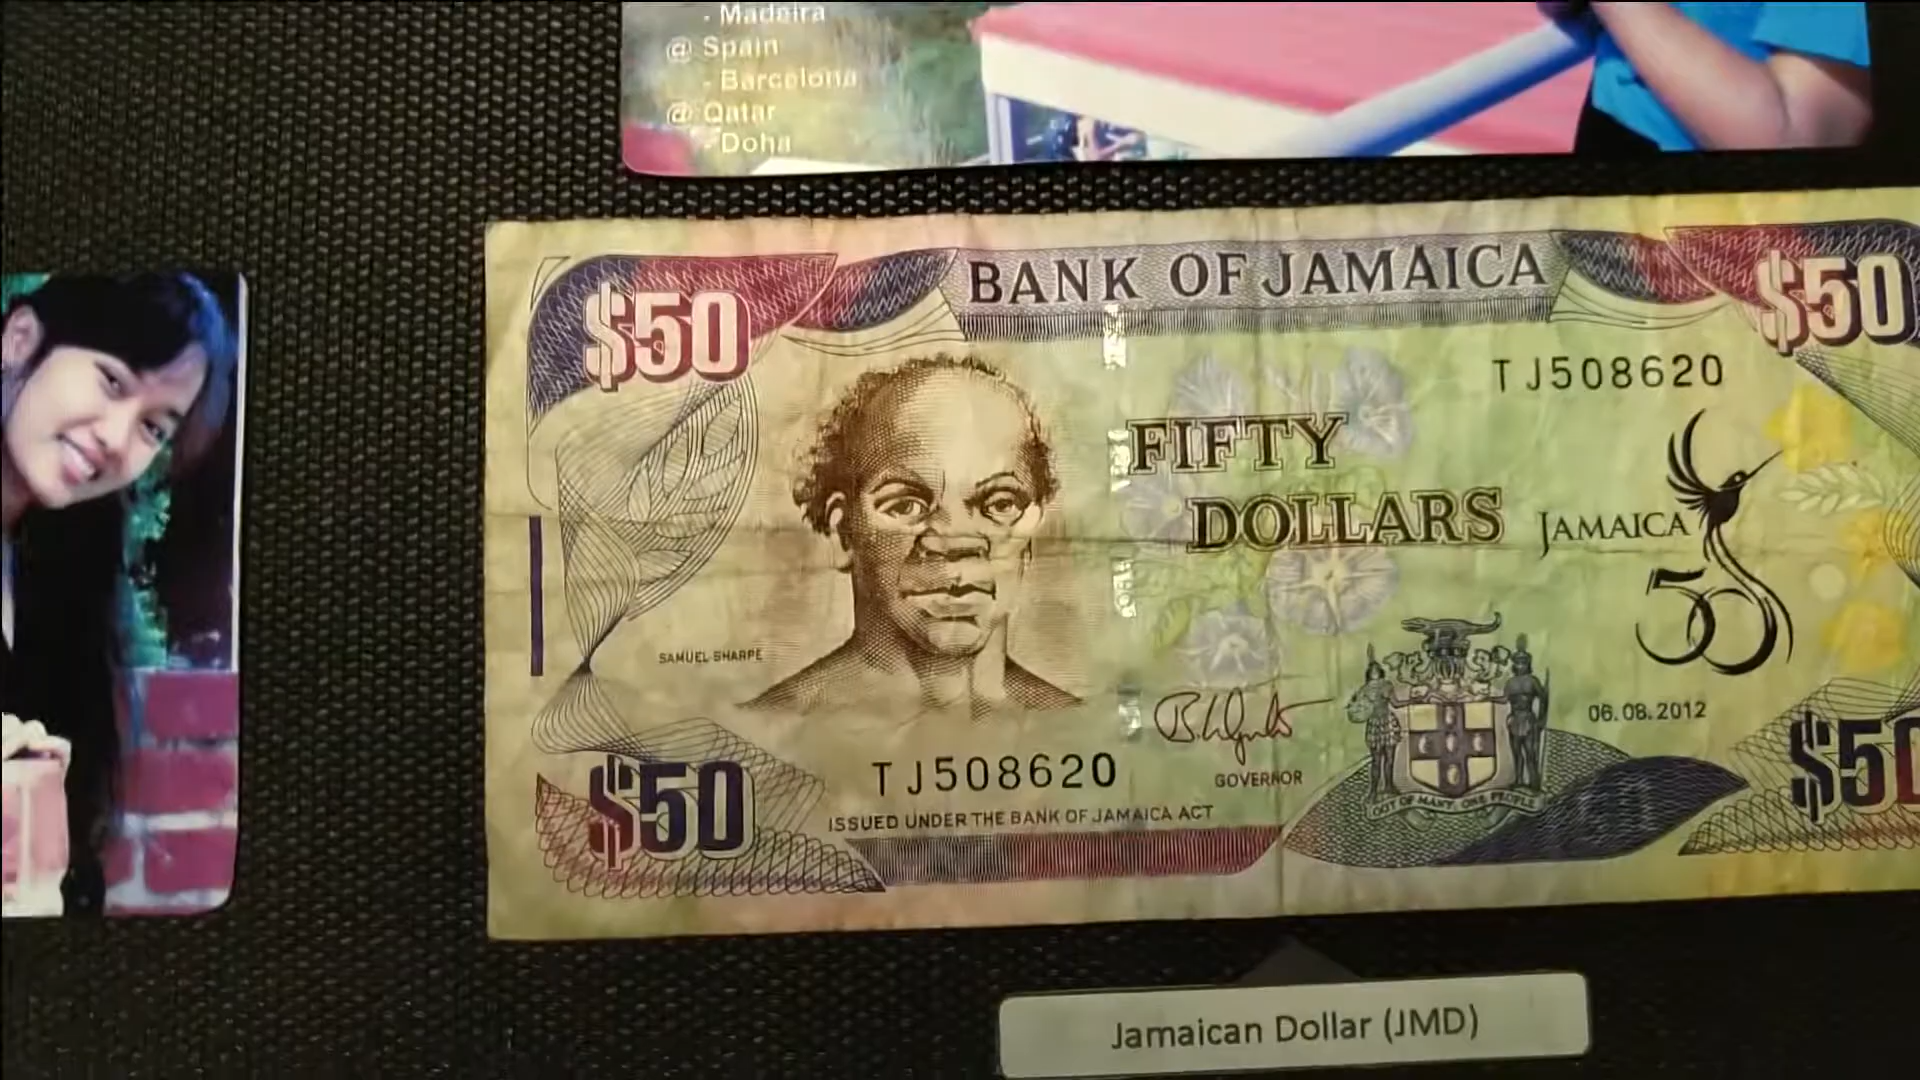 - Madeira
@ Spain
- Barcelona
@ Qatar
- Doha
BANK OF JAMAICA
$50
$50
TJ508620
FIFTY
DOLLARS
JAMAICA
50
SAMUEL SHARPE
06.08.2012
TJ508620
GOVERNOR
$50
$50
ISSUED UNDER THE BANK OF JAMAICA ACT
OUT OF MANY, ONE PEOPLE
Jamaican Dollar (JMD)